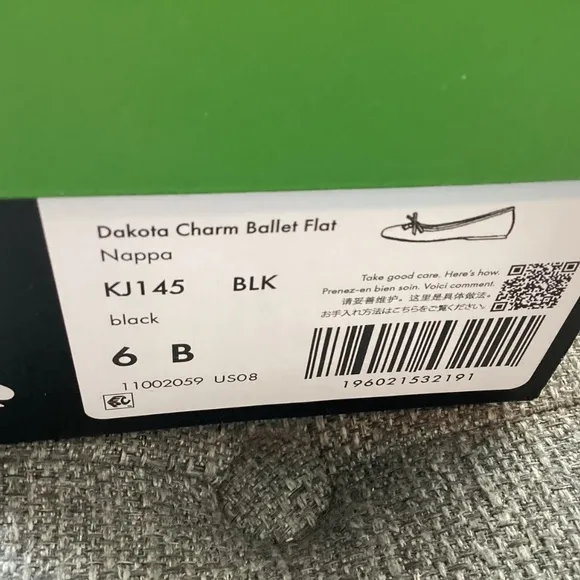 Dakota Charm Ballet Flat
Nappa
KJ145 BLK
black
6 B
11002059 US08
Take good care. Here's how.
Prenez-en bien soin. Voici comment.
请妥善维护。这里是具体做法。
お手入れ方法はこちらをご覧ください。
196021532191